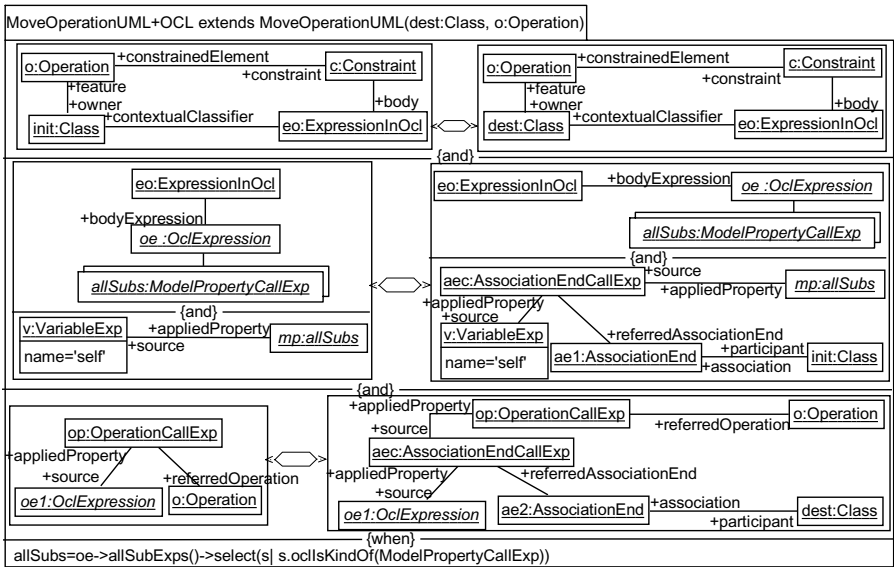 MoveOperationUML+OCL extends MoveOperationUML(dest:Class, o:Operation)
o:Operation
+constrainedElement
c:Constraint
+constraint
+feature
+owner
+body
init:Class
+contextualClassifier
eo:ExpressionInOcl
o:Operation
+constrainedElement
c:Constraint
+constraint
+feature
+owner
+body
dest:Class
+contextualClassifier
eo:ExpressionInOcl
{and}
eo:ExpressionInOcl
+bodyExpression
oe :OclExpression
allSubs:ModelPropertyCallExp
{and}
v:VariableExp
name='self'
+appliedProperty
+source
mp:allSubs
eo:ExpressionInOcl
+bodyExpression
oe :OclExpression
allSubs:ModelPropertyCallExp
{and}
aec:AssociationEndCallExp
+source
+appliedProperty
mp:allSubs
+appliedProperty
+source
v:VariableExp
name='self'
+referredAssociationEnd
ae1:AssociationEnd
+participant
+association
init:Class
{and}
op:OperationCallExp
+appliedProperty
+source
+referredOperation
oe1:OclExpression
o:Operation
+appliedProperty
op:OperationCallExp
+referredOperation
o:Operation
+source
aec:AssociationEndCallExp
+appliedProperty
+source
+referredAssociationEnd
oe1:OclExpression
ae2:AssociationEnd
+association
+participant
dest:Class
{when}
allSubs=oe->allSubExps()->select(s| s.oclIsKindOf(ModelPropertyCallExp))